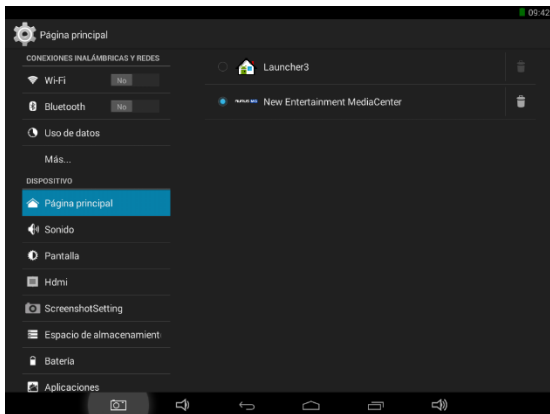 09:42
Página principal
CONEXIONES INALÁMBRICAS Y REDES
Wi-Fi No
Bluetooth No
Uso de datos
Más...
DISPOSITIVO
Página principal
Sonido
Pantalla
Hdmi
ScreenshotSetting
Espacio de almacenamient
Batería
Aplicaciones
Launcher3
New Entertainment MediaCenter